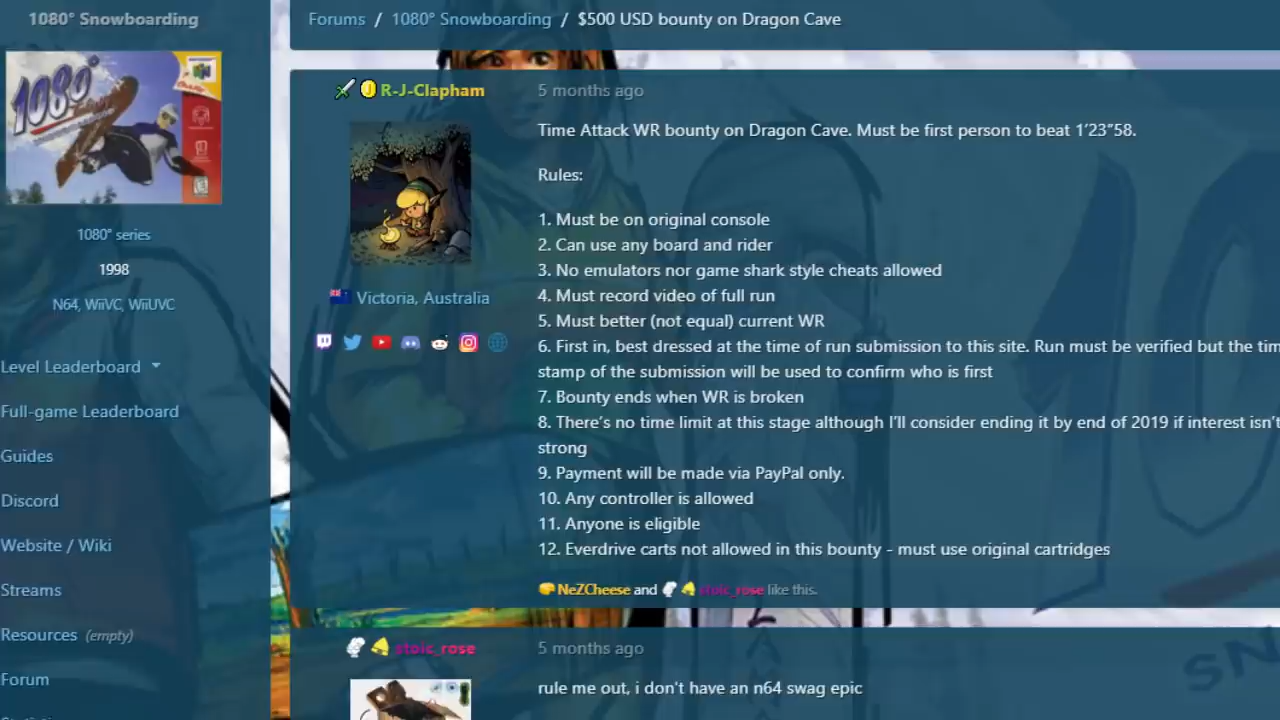 1080° Snowboarding
Forums / 1080° Snowboarding / $500 USD bounty on Dragon Cave
1080°
1080° series
1998
N64, WiiVC, WiiUVC
Level Leaderboard
Full-game Leaderboard
Guides
Discord
Website / Wiki
Streams
Resources (empty)
Forum
R-J-Clapham
5 months ago
Victoria, Australia
Time Attack WR bounty on Dragon Cave. Must be first person to beat 1’23”58.
Rules:
1. Must be on original console
2. Can use any board and rider
3. No emulators nor game shark style cheats allowed
4. Must record video of full run
5. Must better (not equal) current WR
6. First in, best dressed at the time of run submission to this site. Run must be verified but the tim
stamp of the submission will be used to confirm who is first
7. Bounty ends when WR is broken
8. There’s no time limit at this stage although I’ll consider ending it by end of 2019 if interest isn’t
strong
9. Payment will be made via PayPal only.
10. Any controller is allowed
11. Anyone is eligible
12. Everdrive carts not allowed in this bounty - must use original cartridges
NeZCheese and stoic_rose like this.
stoic_rose
5 months ago
rule me out, i don't have an n64 swag epic
10
SN